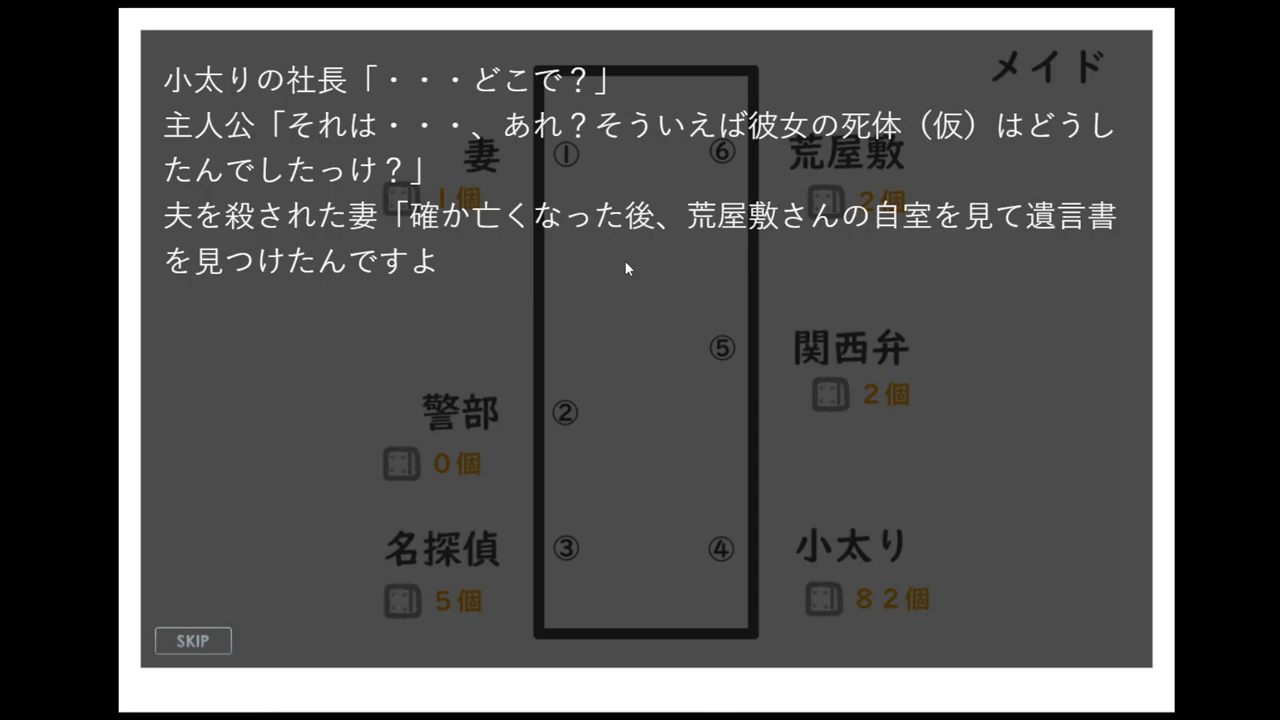 小太りの社長「・・・どこで？」
主人公「それは・・・、あれ？そういえば彼女の死体（仮）はどうし
たんでしたっけ？」
夫を殺された妻「確か亡くなった後、荒屋敷さんの自室を見て遺言書
を見つけたんですよ
メイド
妻
①
⑥
荒屋敷
1個
2個
⑤
関西弁
2個
警部
②
0個
名探偵
③
④
小太り
5個
82個
SKIP